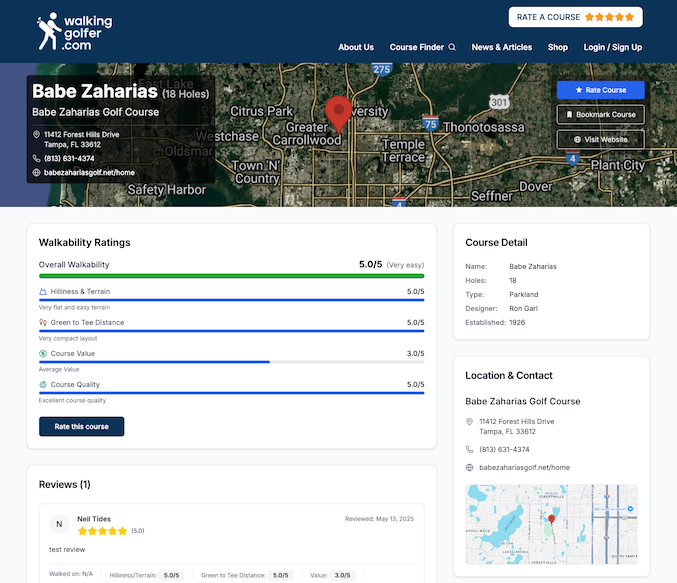 walking
golfer
.com
RATE A COURSE
About Us
Course Finder
News & Articles
Shop
Login / Sign Up
Babe Zaharias (18 Holes)
Babe Zaharias Golf Course
11412 Forest Hills Drive
Tampa, FL 33612
(813) 631-4374
babezahariasgolf.net/home
East Lake
Oldsmar
Westchase
Citrus Park
Greater
Carrollwood
Town 'N'
Country
Safety Harbor
275
versity
75
301
Thonotosassa
Temple
Terrace
4
Plant City
Dover
Seffner
4
Rate Course
Bookmark Course
Visit Website
Walkability Ratings
Overall Walkability
5.0/5 (Very easy)
Hilliness & Terrain
5.0/5
Very flat and easy terrain
Green to Tee Distance
5.0/5
Very compact layout
Course Value
3.0/5
Average Value
Course Quality
5.0/5
Excellent course quality
Rate this course
Reviews (1)
N
Neil Tides
Reviewed: May 13, 2025
(5.0)
test review
Walked on: N/A
Hilliness/Terrain: 5.0/5
Green to Tee Distance: 5.0/5
Value: 3.0/5
Course Detail
Name: Babe Zaharias
Holes: 18
Type: Parkland
Designer: Ron Garl
Established: 1926
Location & Contact
Babe Zaharias Golf Course
11412 Forest Hills Drive
Tampa, FL 33612
(813) 631-4374
babezahariasgolf.net/home